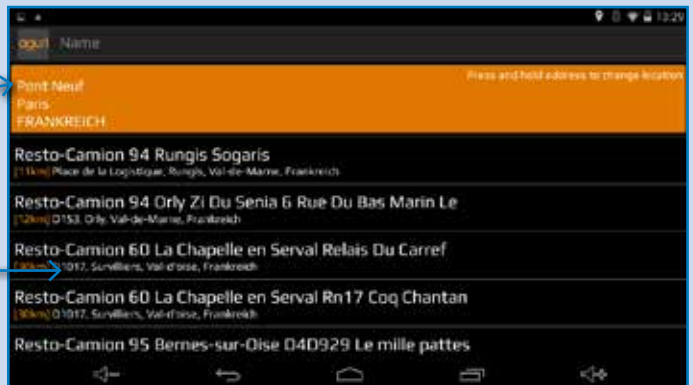 13:29
Name
Press and hold address to change location
Pont Neuf
Paris
FRANKREICH
Resto-Camion 94 Rungis Sogaris
[11km] Place de la Logistique, Rungis, Val-de-Marne, Frankreich
Resto-Camion 94 Orly Zi Du Senia 6 Rue Du Bas Marin Le
[12km] D153, Orly, Val-de-Marne, Frankreich
Resto-Camion 60 La Chapelle en Serval Relais Du Carref
[30km] D1017, Survilliers, Val-d'oise, Frankreich
Resto-Camion 60 La Chapelle en Serval Rn17 Coq Chantan
[30km] D1017, Survilliers, Val-d'oise, Frankreich
Resto-Camion 95 Bernes-sur-Oise D4D929 Le mille pattes